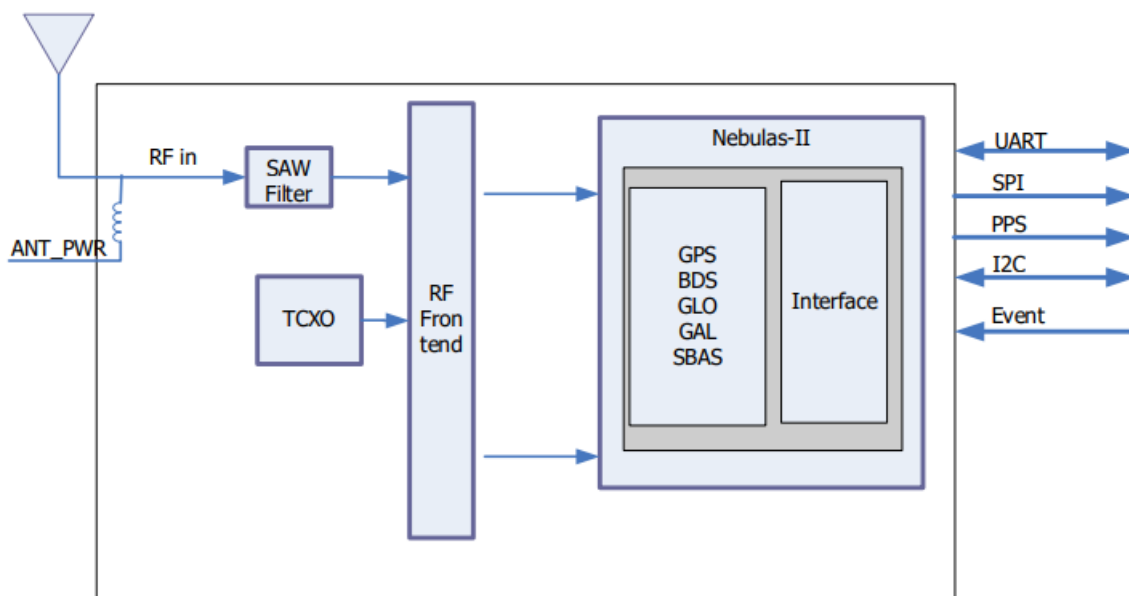 Nebulas-II
UART
RF in
SAW
Filter
SPI
PPS
ANT_PWR
GPS
BDS
GLO
GAL
SBAS
Interface
I2C
TCXO
RF
Fron
tend
Event